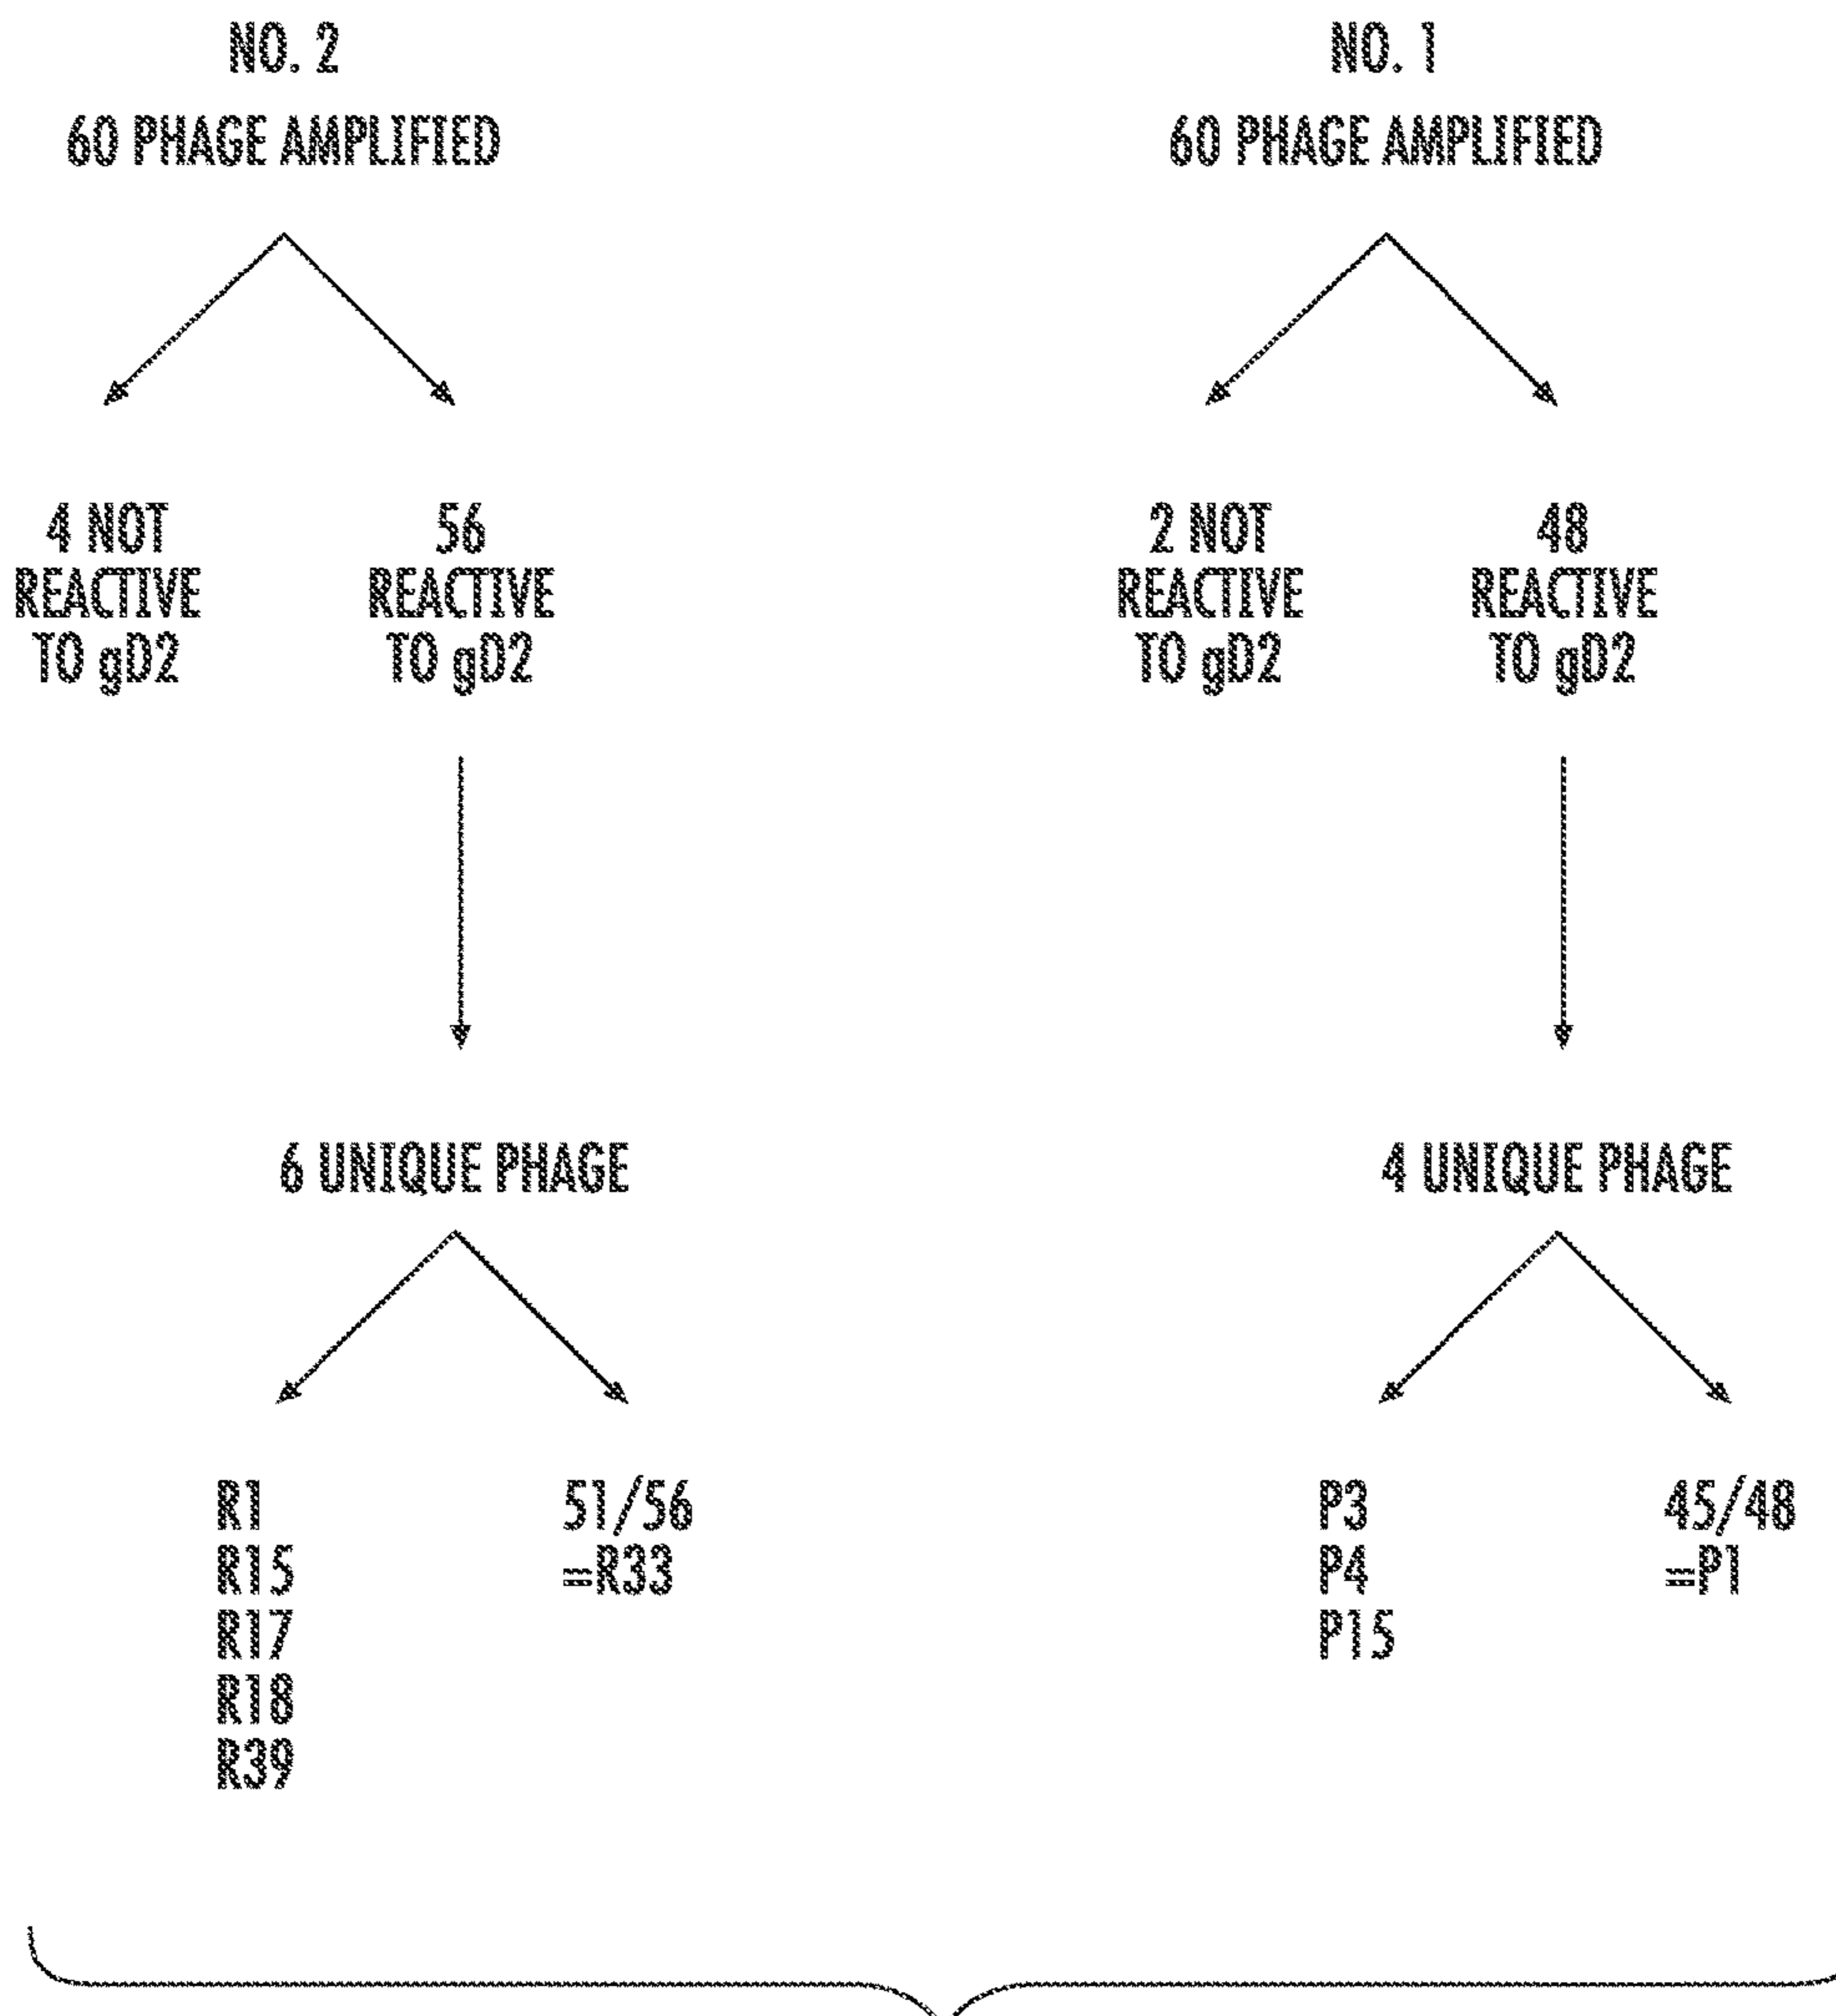 NO. 2
60 PHAGE AMPLIFIED
4 NOT
REACTIVE
TO gD2
56
REACTIVE
TO gD2
6 UNIQUE PHAGE
R1
R15
R17
R18
R39
51/56
=R33
NO. 1
60 PHAGE AMPLIFIED
2 NOT
REACTIVE
TO gD2
48
REACTIVE
TO gD2
4 UNIQUE PHAGE
P3
P4
P15
45/48
=P1